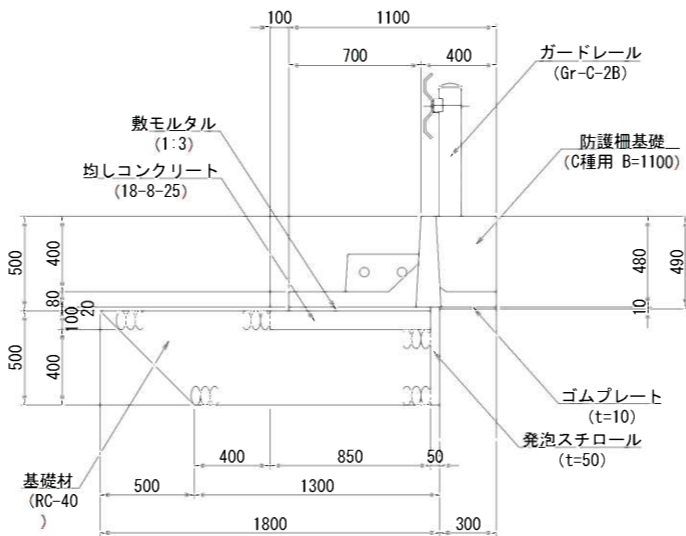 100
1100
700
400
ガードレール
(Gr-C-2B)
敷モルタル
(1:3)
均しコンクリート
(18-8-25)
防護柵基礎
(C種用 B=1100)
500
400
480
490
80
20
10
100
500
400
ゴムプレート
(t=10)
発泡スチロール
(t=50)
400
850
50
基礎材
(RC-40
)
500
1300
1800
300